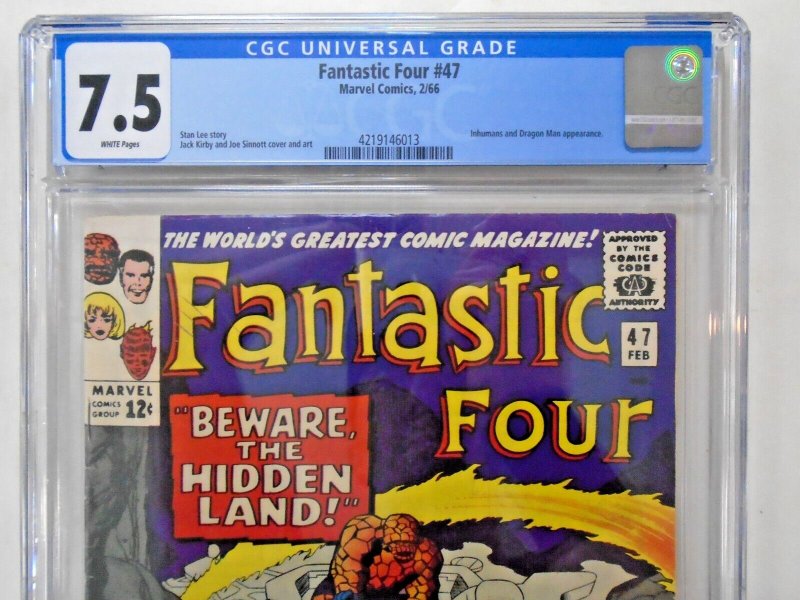 CGC UNIVERSAL GRADE
7.5
WHITE Pages
Fantastic Four #47
Marvel Comics, 2/66
Stan Lee story
Jack Kirby and Joe Sinnott cover and art
Inhumans and Dragon Man appearance.
4219146013
CGC
THE WORLD'S GREATEST COMIC MAGAZINE!
APPROVED
BY THE
COMICS
CODE
CA
AUTHORITY
Fantastic
Four
47
FEB
MARVEL
COMICS
GROUP 12¢
"BEWARE,
THE
HIDDEN
LAND!"